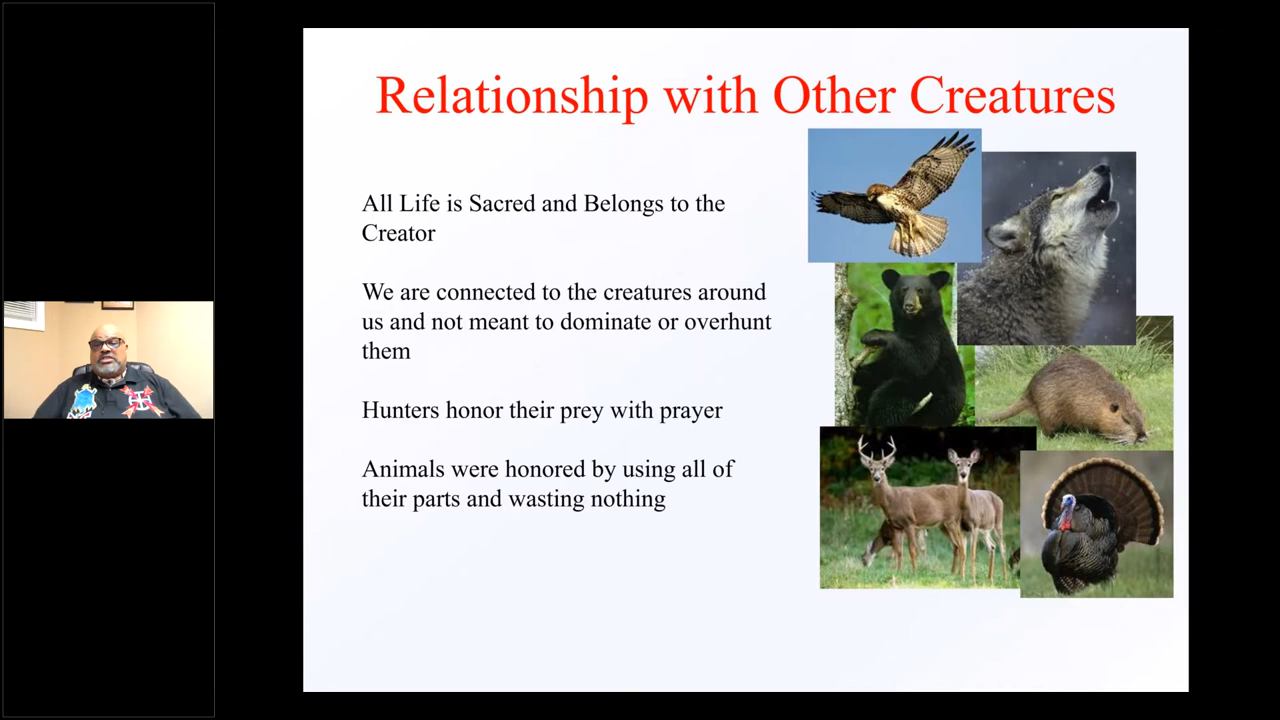 Relationship with Other Creatures
All Life is Sacred and Belongs to the
Creator
We are connected to the creatures around
us and not meant to dominate or overhunt
them
Hunters honor their prey with prayer
Animals were honored by using all of
their parts and wasting nothing